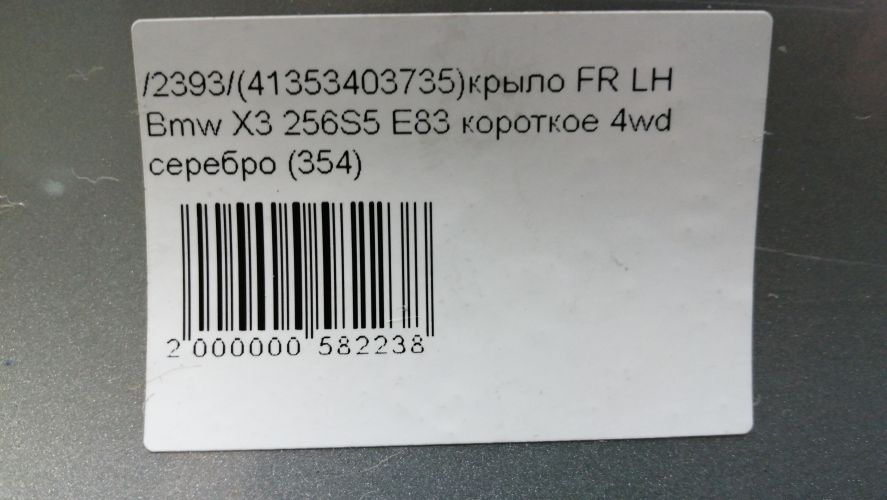 /2393/(41353403735)крыло FR LH
Bmw X3 256S5 E83 короткое 4wd
серебро (354)
2 000000 582238